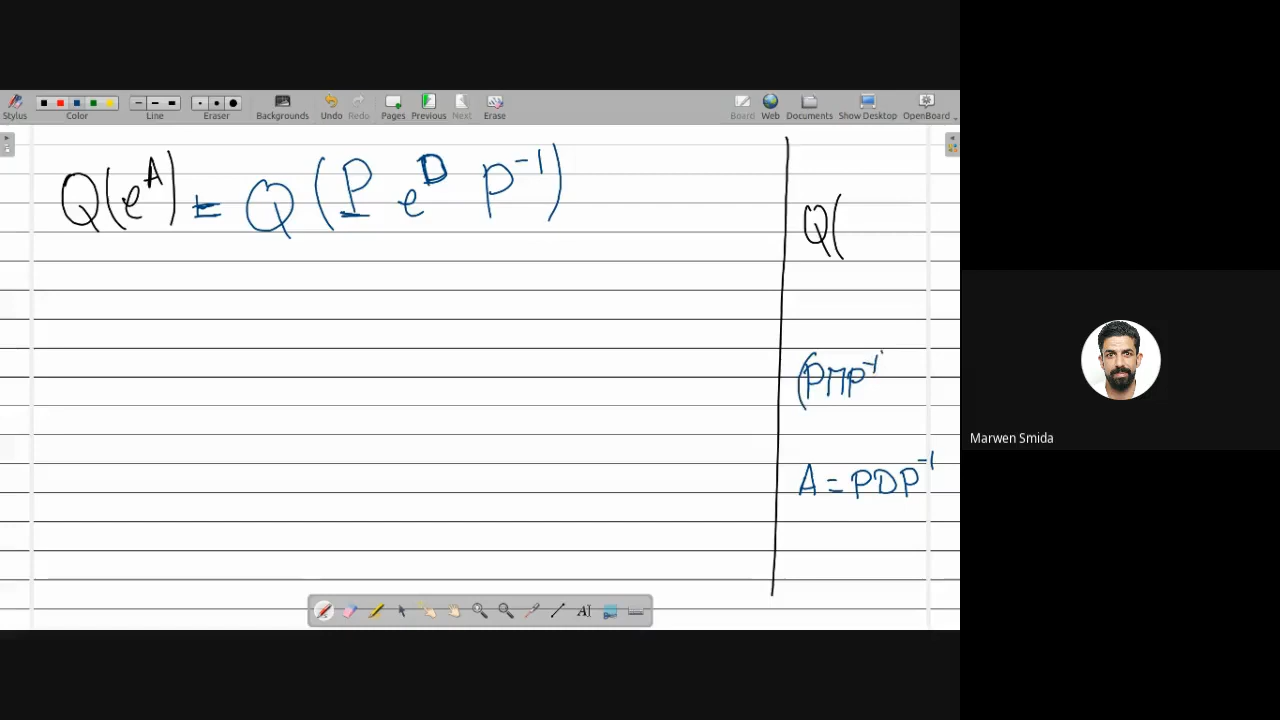 Stylus Color Line Eraser Backgrounds Undo Redo Pages Previous Next Erase Board Web Documents Show Desktop OpenBoard
Q(e^A) = Q(P e^D P^-1)
Q(
(PMP^-1
A = PDP^-1
Marwen Smida